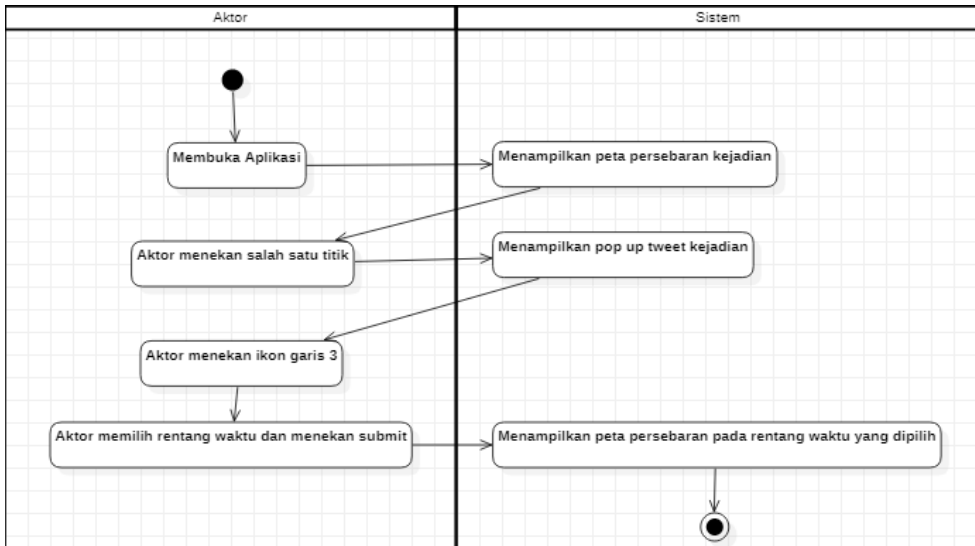 Aktor
Sistem
Membuka Aplikasi
Menampilkan peta persebaran kejadian
Aktor menekan salah satu titik
Menampilkan pop up tweet kejadian
Aktor menekan ikon garis 3
Aktor memilih rentang waktu dan menekan submit
Menampilkan peta persebaran pada rentang waktu yang dipilih